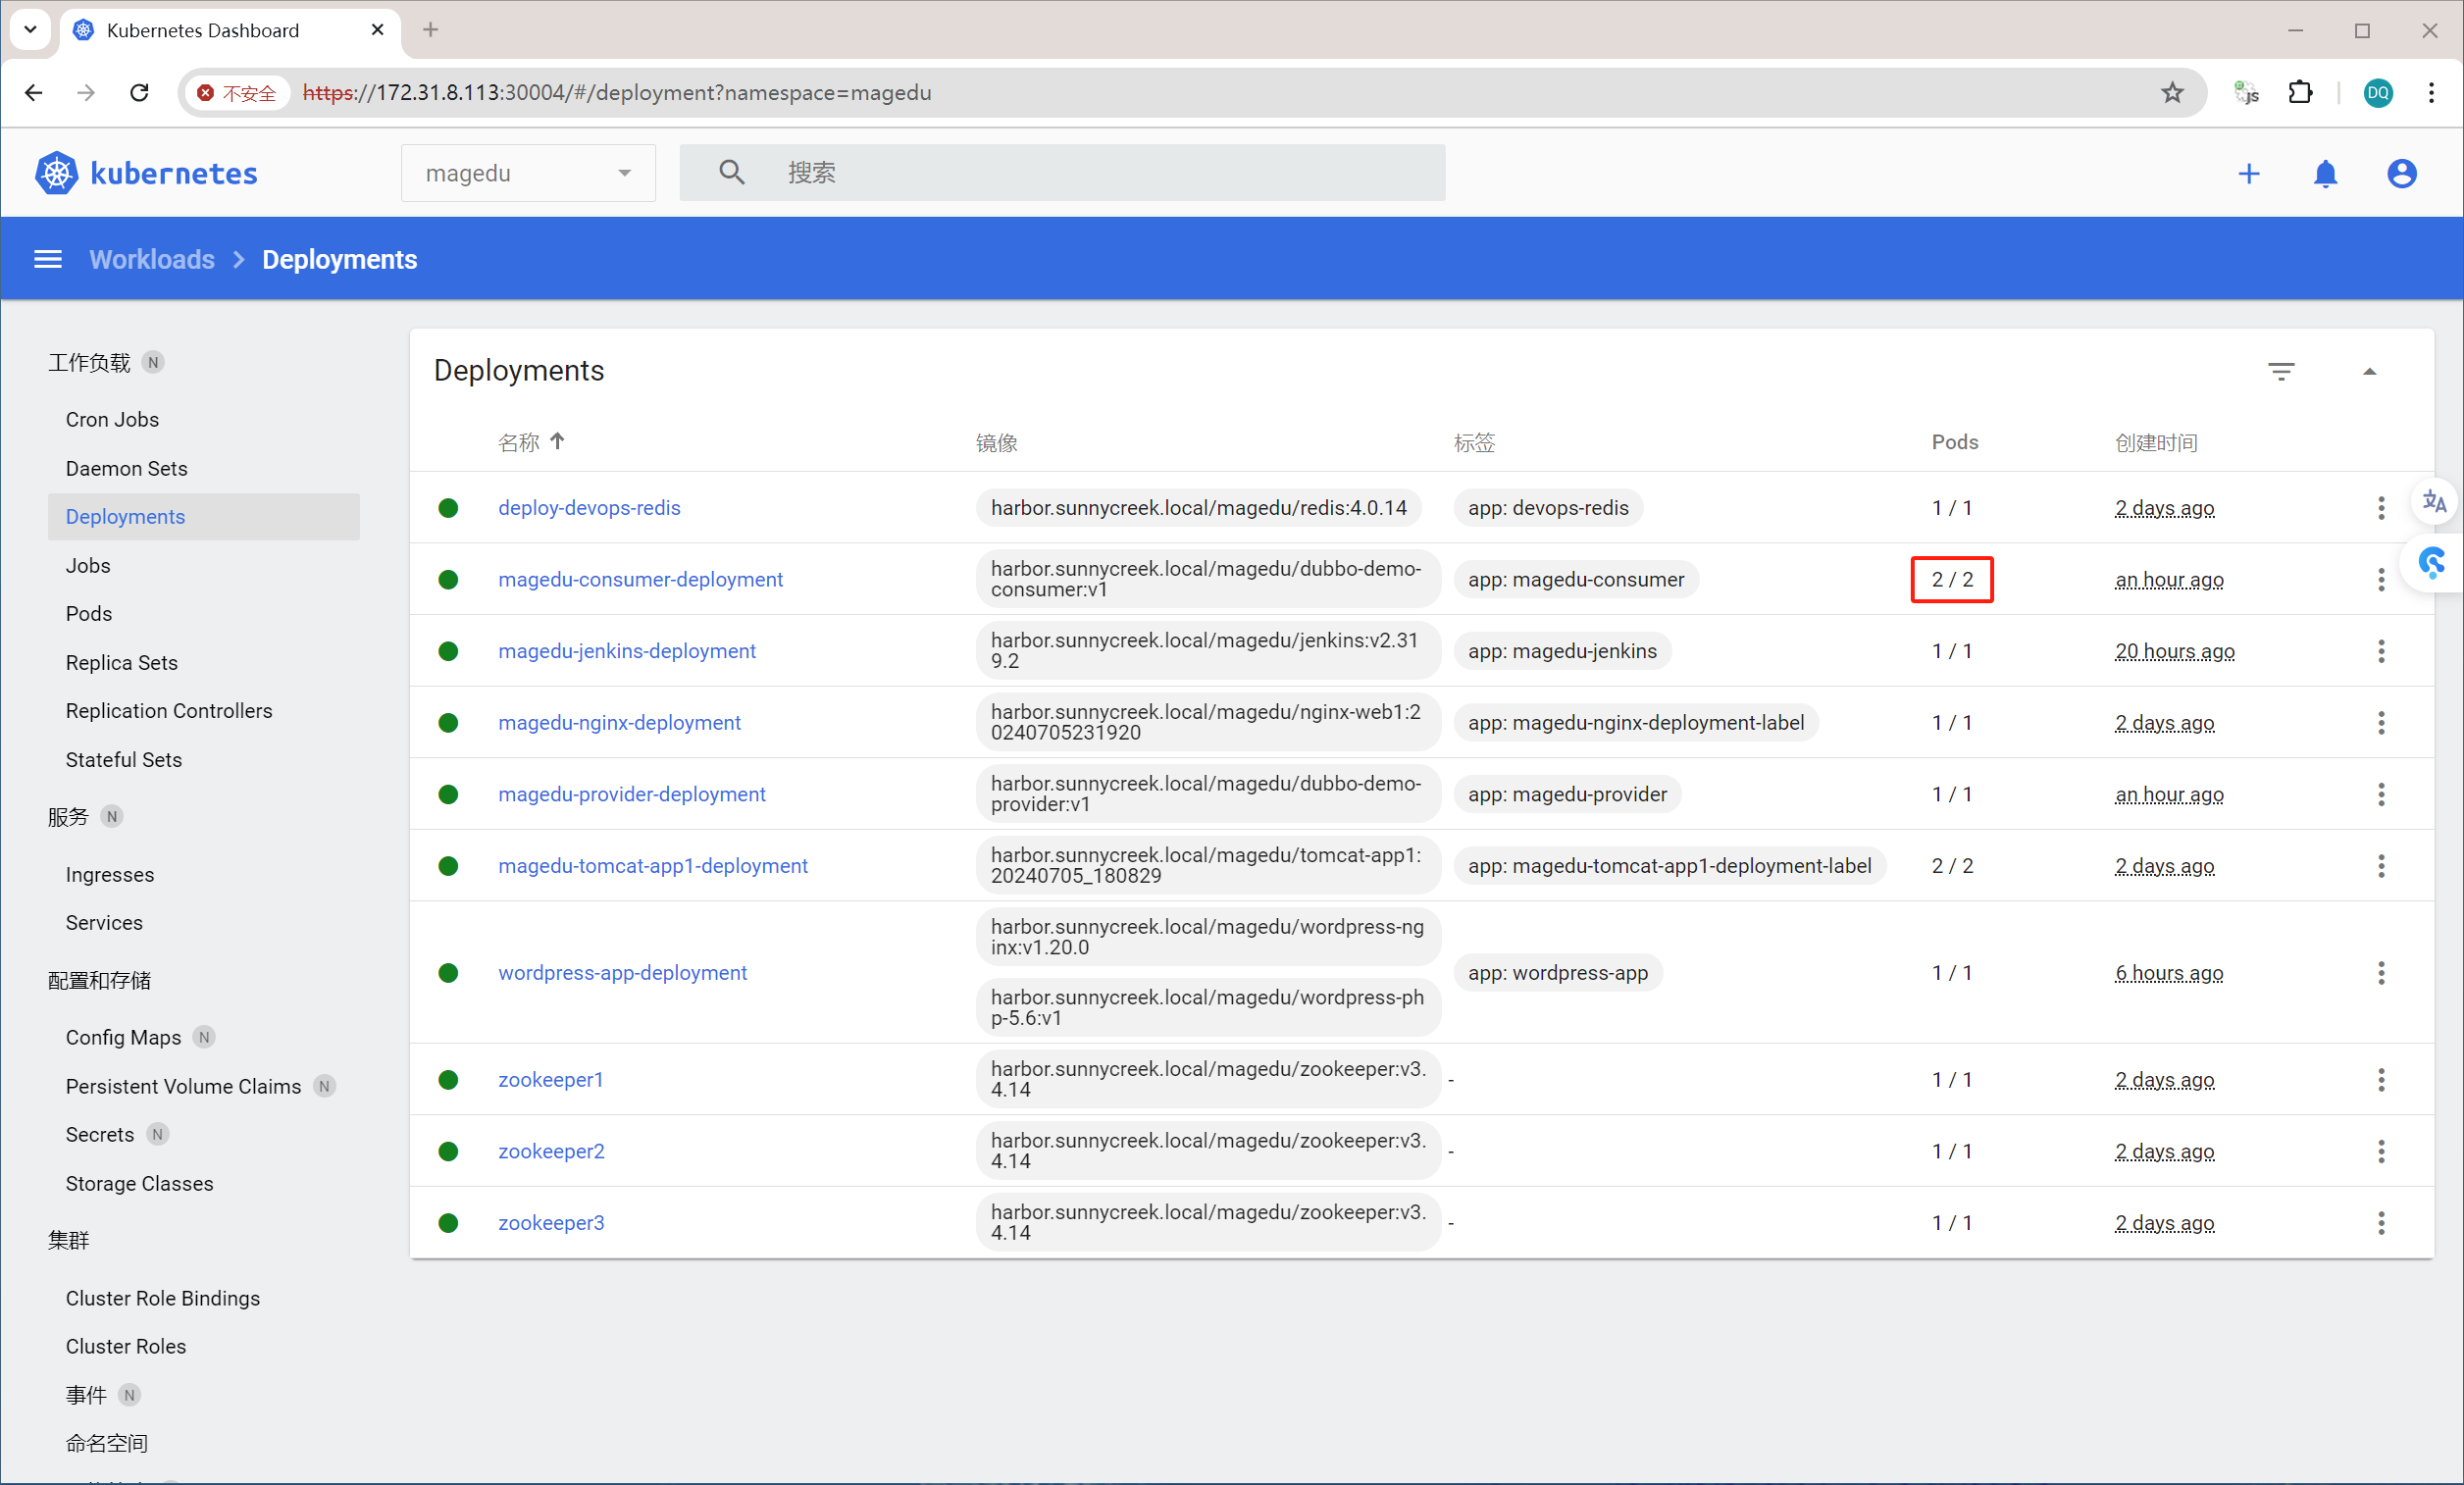 Kubernetes Dashboard
不安全 https://172.31.8.113:30004/#/deployment?namespace=magedu
JS
DQ
kubernetes
magedu
搜索
Workloads
Deployments
工作负载 N
Cron Jobs
Daemon Sets
Deployments
Jobs
Pods
Replica Sets
Replication Controllers
Stateful Sets
服务 N
Ingresses
Services
配置和存储
Config Maps N
Persistent Volume Claims N
Secrets N
Storage Classes
集群
Cluster Role Bindings
Cluster Roles
事件 N
命名空间
Deployments
名称 镜像 标签 Pods 创建时间
deploy-devops-redis harbor.sunnycreek.local/magedu/redis:4.0.14 app: devops-redis 1 / 1 2 days ago
magedu-consumer-deployment harbor.sunnycreek.local/magedu/dubbo-demo-
consumer:v1 app: magedu-consumer 2 / 2 an hour ago
magedu-jenkins-deployment harbor.sunnycreek.local/magedu/jenkins:v2.31
9.2 app: magedu-jenkins 1 / 1 20 hours ago
magedu-nginx-deployment harbor.sunnycreek.local/magedu/nginx-web1:2
0240705231920 app: magedu-nginx-deployment-label 1 / 1 2 days ago
magedu-provider-deployment harbor.sunnycreek.local/magedu/dubbo-demo-
provider:v1 app: magedu-provider 1 / 1 an hour ago
magedu-tomcat-app1-deployment harbor.sunnycreek.local/magedu/tomcat-app1:
20240705_180829 app: magedu-tomcat-app1-deployment-label 2 / 2 2 days ago
wordpress-app-deployment harbor.sunnycreek.local/magedu/wordpress-ng
inx:v1.20.0
harbor.sunnycreek.local/magedu/wordpress-ph
p-5.6:v1 app: wordpress-app 1 / 1 6 hours ago
zookeeper1 harbor.sunnycreek.local/magedu/zookeeper:v3.
4.14 - 1 / 1 2 days ago
zookeeper2 harbor.sunnycreek.local/magedu/zookeeper:v3.
4.14 - 1 / 1 2 days ago
zookeeper3 harbor.sunnycreek.local/magedu/zookeeper:v3.
4.14 - 1 / 1 2 days ago